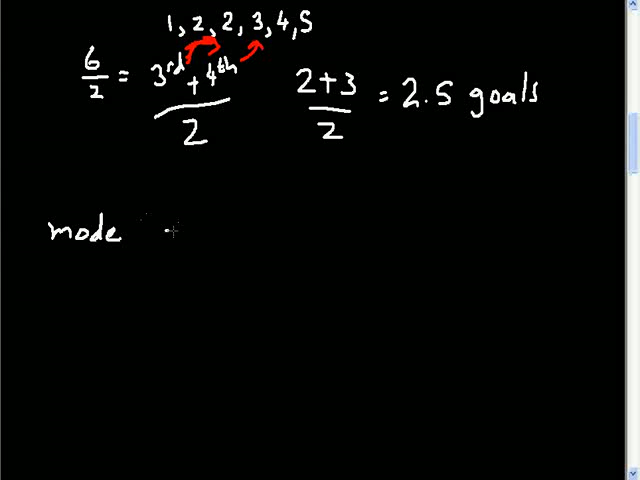 1, 2, 2, 3, 4, 5
6/2 = (3rd + 4th)/2 (2+3)/2 = 2.5 goals
mode